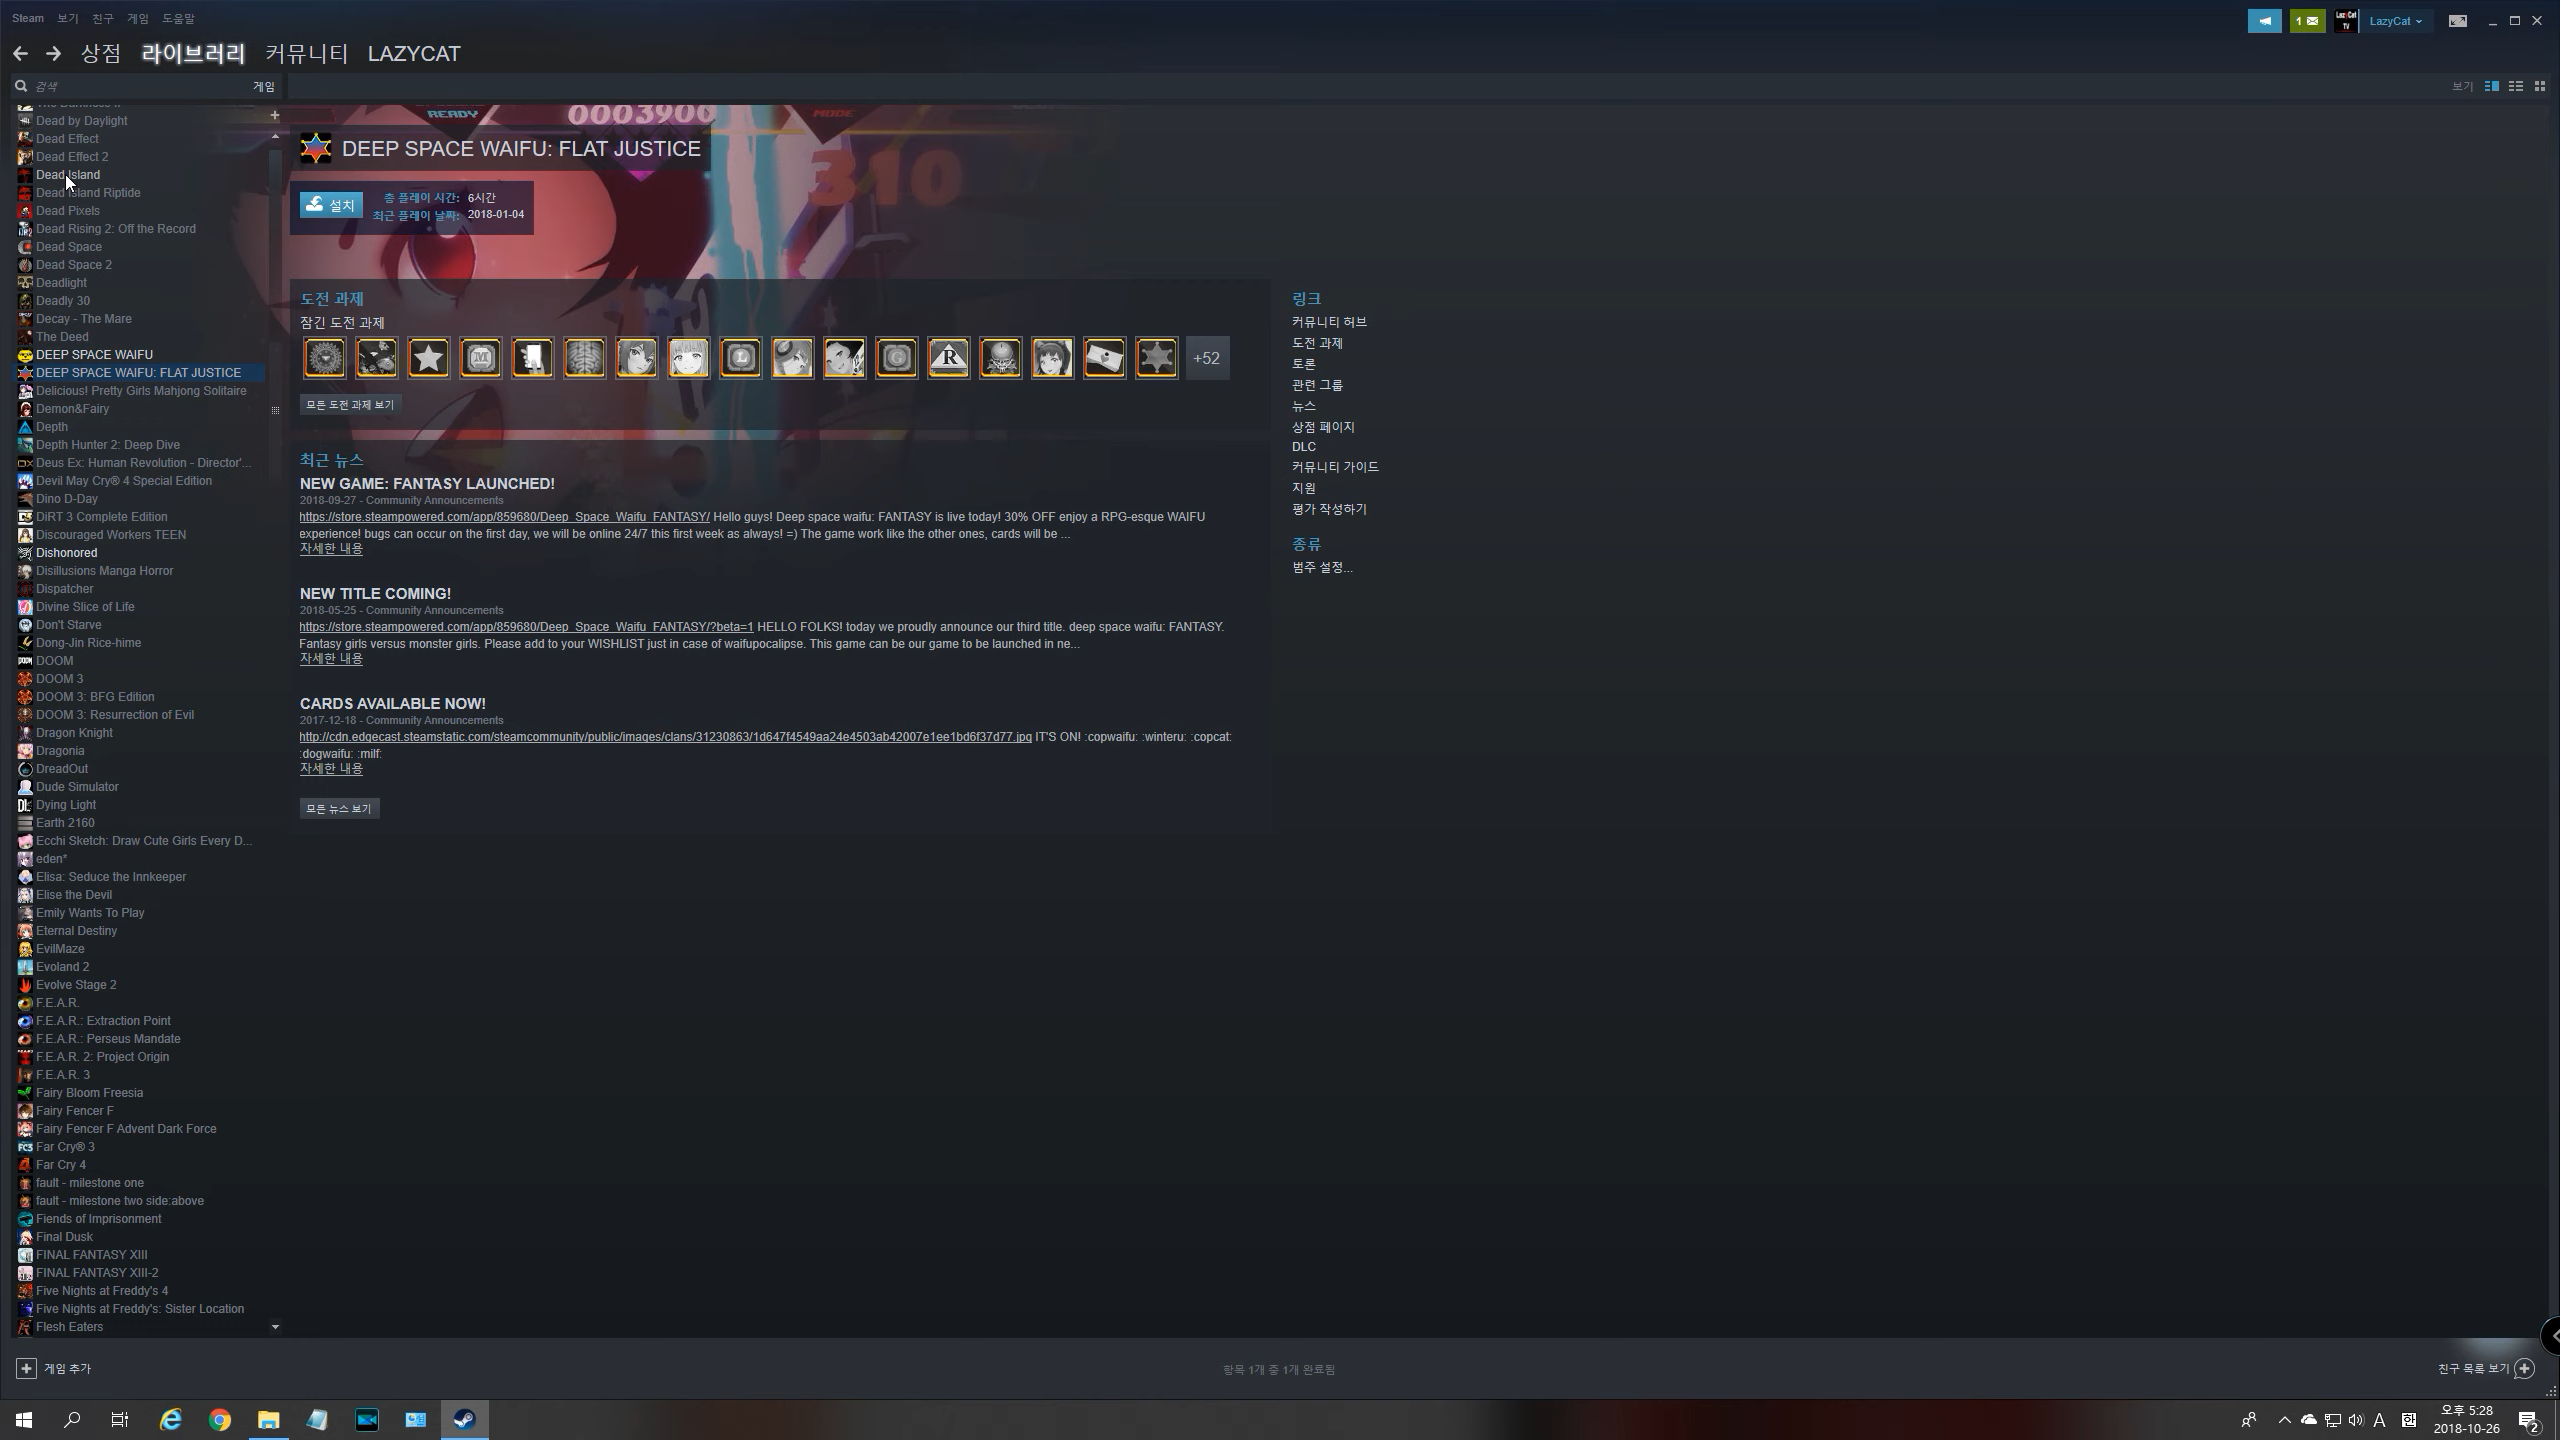 Steam 보기 친구 게임 도움말
1
LazyCat
상점 라이브러리 커뮤니티 LAZYCAT
검색 게임
보기
Dead by Daylight
Dead Effect
Dead Effect 2
Dead Island
Dead Island Riptide
Dead Pixels
Dead Rising 2: Off the Record
Dead Space
Dead Space 2
Deadlight
Deadly 30
Decay - The Mare
The Deed
DEEP SPACE WAIFU
DEEP SPACE WAIFU: FLAT JUSTICE
Delicious! Pretty Girls Mahjong Solitaire
Demon&Fairy
Depth
Depth Hunter 2: Deep Dive
Deus Ex: Human Revolution - Director'...
Devil May Cry® 4 Special Edition
Dino D-Day
DiRT 3 Complete Edition
Discouraged Workers TEEN
Dishonored
Disillusions Manga Horror
Dispatcher
Divine Slice of Life
Don't Starve
Dong-Jin Rice-hime
DOOM
DOOM 3
DOOM 3: BFG Edition
DOOM 3: Resurrection of Evil
Dragon Knight
Dragonia
DreadOut
Dude Simulator
Dying Light
Earth 2160
Ecchi Sketch: Draw Cute Girls Every D...
eden*
Elisa: Seduce the Innkeeper
Elise the Devil
Emily Wants To Play
Eternal Destiny
EvilMaze
Evoland 2
Evolve Stage 2
F.E.A.R.
F.E.A.R.: Extraction Point
F.E.A.R.: Perseus Mandate
F.E.A.R. 2: Project Origin
F.E.A.R. 3
Fairy Bloom Freesia
Fairy Fencer F
Fairy Fencer F Advent Dark Force
Far Cry® 3
Far Cry 4
fault - milestone one
fault - milestone two side:above
Fiends of Imprisonment
Final Dusk
FINAL FANTASY XIII
FINAL FANTASY XIII-2
Five Nights at Freddy's 4
Five Nights at Freddy's: Sister Location
Flesh Eaters
READY 0003900 MODE
310
DEEP SPACE WAIFU: FLAT JUSTICE
설치
총 플레이 시간: 6시간
최근 플레이 날짜: 2018-01-04
도전 과제
잠긴 도전 과제
+52
모든 도전 과제 보기
최근 뉴스
NEW GAME: FANTASY LAUNCHED!
2018-09-27 - Community Announcements
https://store.steampowered.com/app/859680/Deep_Space_Waifu_FANTASY/ Hello guys! Deep space waifu: FANTASY is live today! 30% OFF enjoy a RPG-esque WAIFU
experience! bugs can occur on the first day, we will be online 24/7 this first week as always! =) The game work like the other ones, cards will be ...
자세한 내용
NEW TITLE COMING!
2018-05-25 - Community Announcements
https://store.steampowered.com/app/859680/Deep_Space_Waifu_FANTASY/?beta=1 HELLO FOLKS! today we proudly announce our third title. deep space waifu: FANTASY.
Fantasy girls versus monster girls. Please add to your WISHLIST just in case of waifupocalipse. This game can be our game to be launched in ne...
자세한 내용
CARDS AVAILABLE NOW!
2017-12-18 - Community Announcements
http://cdn.edgecast.steamstatic.com/steamcommunity/public/images/clans/31230863/1d647f4549aa24e4503ab42007e1ee1bd6f37d77.jpg IT'S ON! :copwaifu: :winteru: :copcat:
:dogwaifu: :milf:
자세한 내용
모든 뉴스 보기
링크
커뮤니티 허브
도전 과제
토론
관련 그룹
뉴스
상점 페이지
DLC
커뮤니티 가이드
지원
평가 작성하기
종류
범주 설정...
게임 추가
항목 1개 중 1개 완료됨
친구 목록 보기
A
오후 5:28
2018-10-26
2